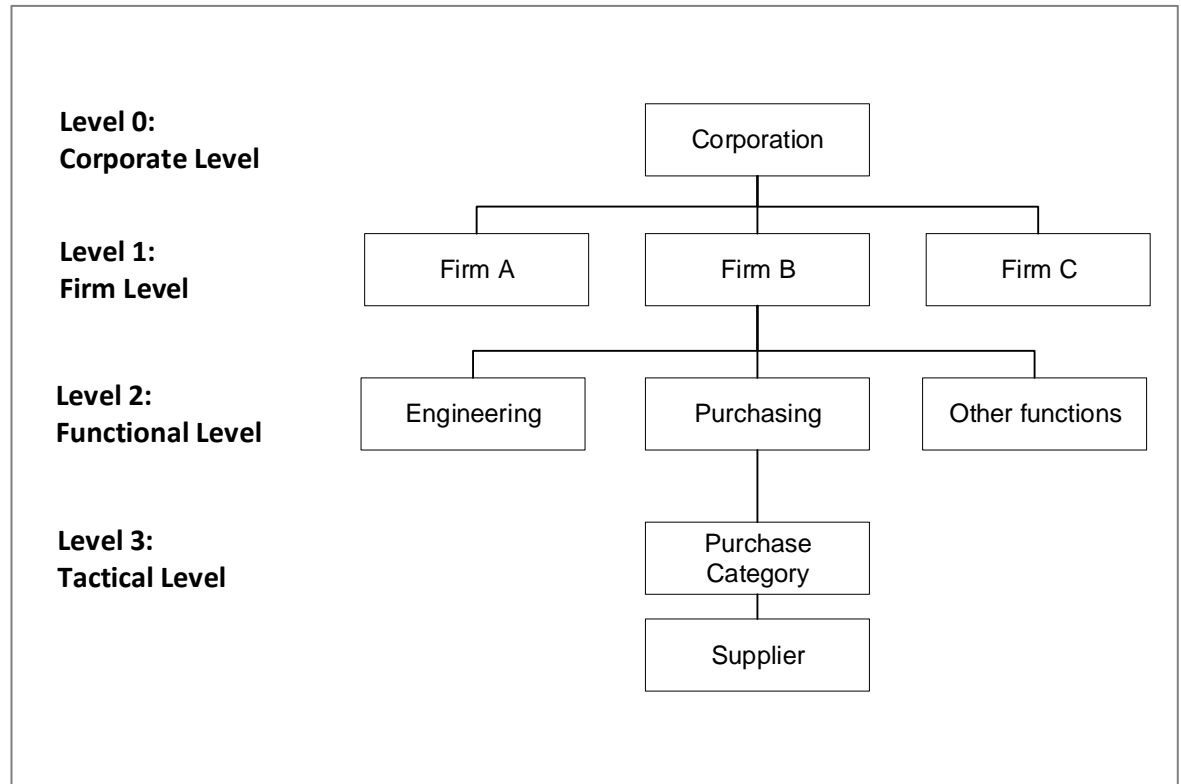 Level 0:
Corporate Level
Corporation
Level 1:
Firm Level
Firm A
Firm B
Firm C
Level 2:
Functional Level
Engineering
Purchasing
Other functions
Level 3:
Tactical Level
Purchase
Category
Supplier